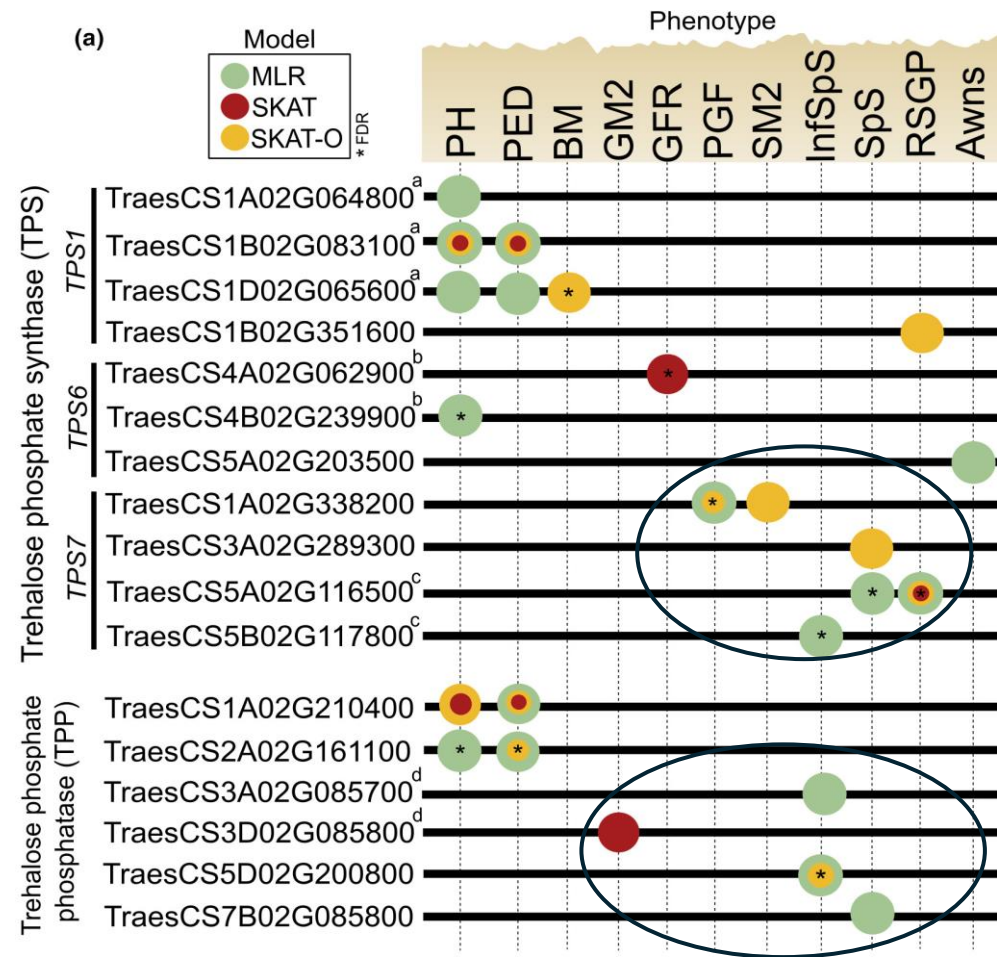 (a)
Model
MLR
SKAT
SKAT-O
* FDR
Phenotype
PH
PED
BM
GM2
GFR
PGF
SM2
InfSpS
SpS
RSGP
Awns
Trehalose phosphate synthase (TPS)
TPS1
TraesCS1A02G064800a
TraesCS1B02G083100a
TraesCS1D02G065600a
*
TraesCS1B02G351600
TPS6
TraesCS4A02G062900b
*
TraesCS4B02G239900b
*
TraesCS5A02G203500
TPS7
TraesCS1A02G338200
*
TraesCS3A02G289300
TraesCS5A02G116500c
* *
TraesCS5B02G117800c
*
Trehalose phosphate
phosphatase (TPP)
TraesCS1A02G210400
TraesCS2A02G161100
* *
TraesCS3A02G085700d
TraesCS3D02G085800d
TraesCS5D02G200800
*
TraesCS7B02G085800